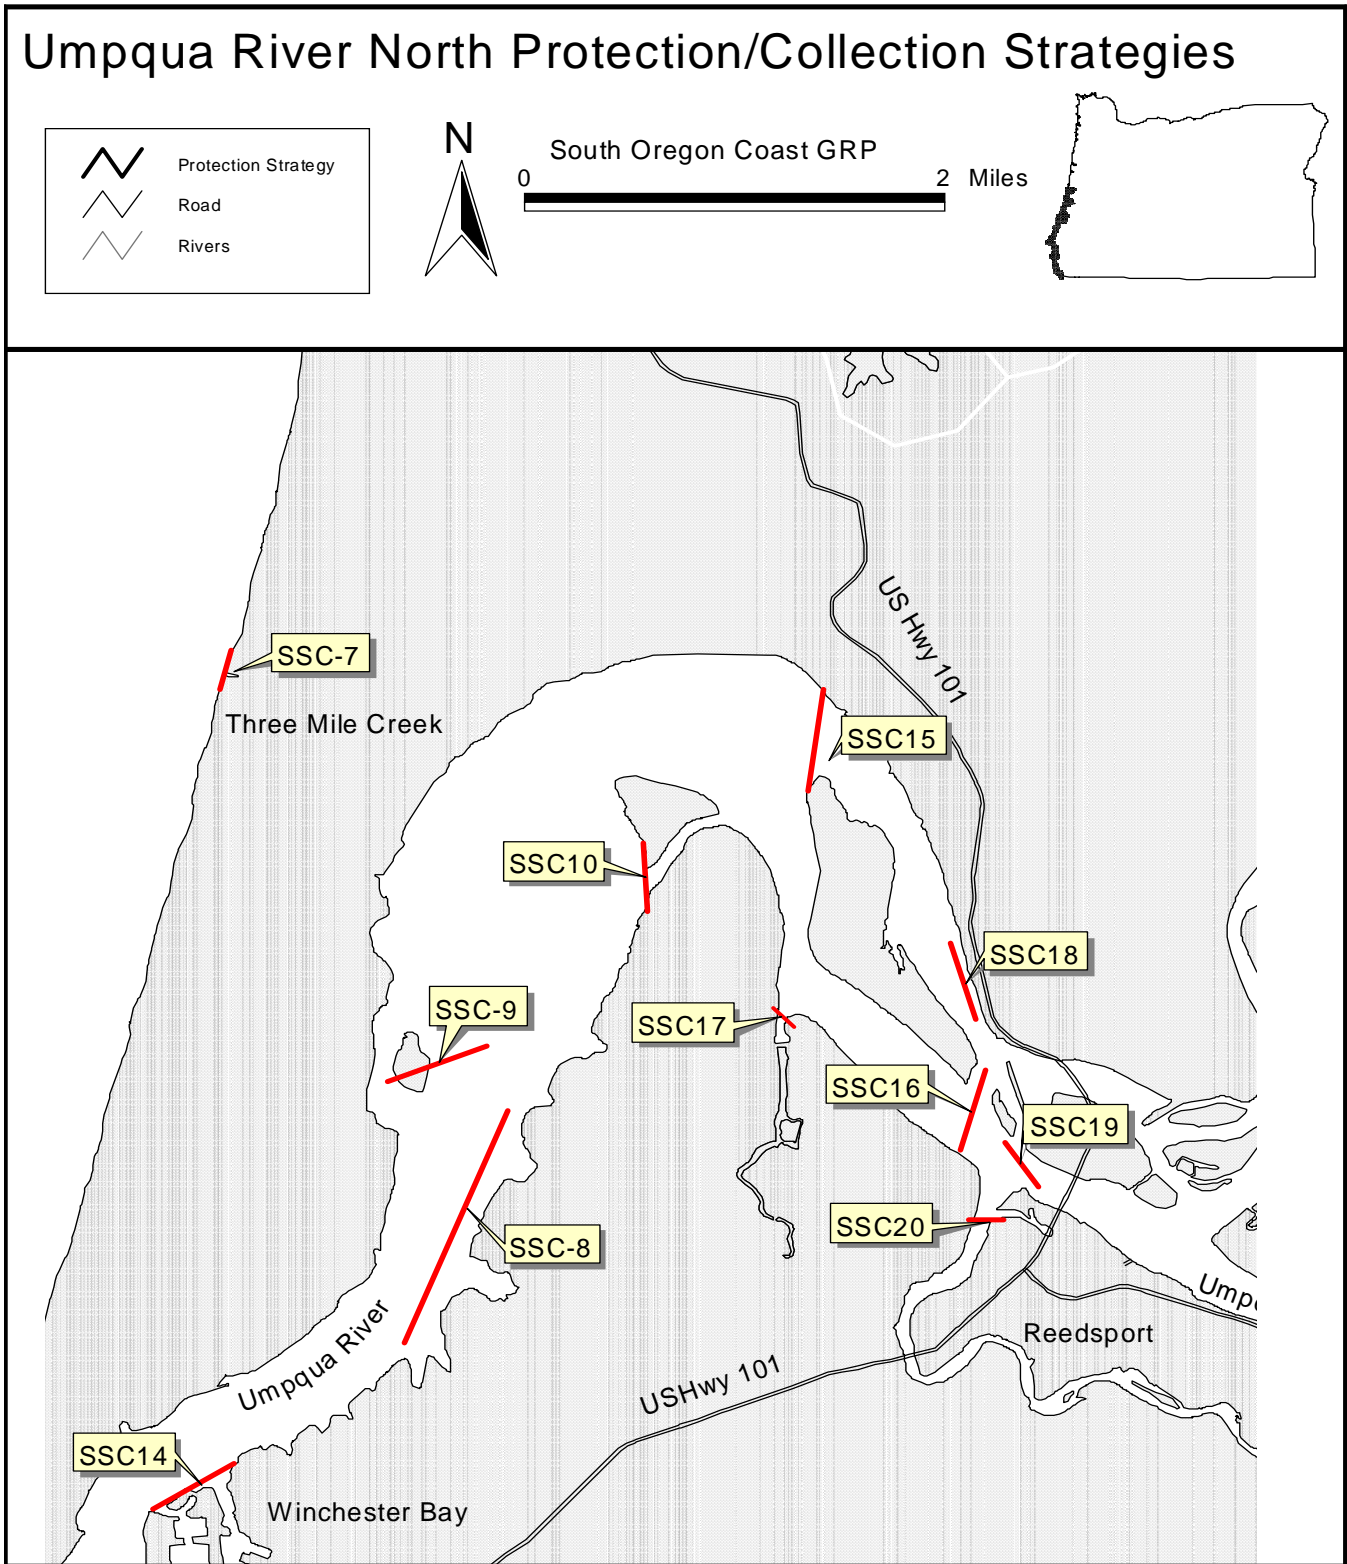 Umpqua River North Protection/Collection Strategies
Protection Strategy
Road
Rivers
N
South Oregon Coast GRP
0
2 Miles
US Hwy 101
SSC-7
Three Mile Creek
SSC15
SSC10
SSC18
SSC-9
SSC17
SSC16
SSC19
SSC20
SSC-8
Umpq
Umpqua River
Reedsport
USHwy 101
SSC14
Winchester Bay